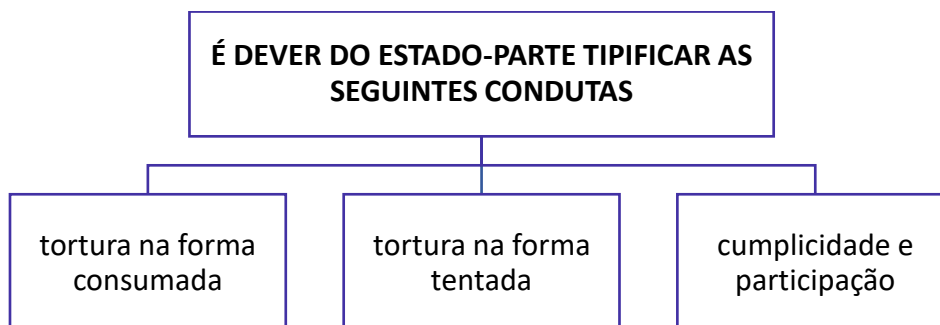 É DEVER DO ESTADO-PARTE TIPIFICAR AS
SEGUINTES CONDUTAS
tortura na forma
consumada
tortura na forma
tentada
cumplicidade e
participação